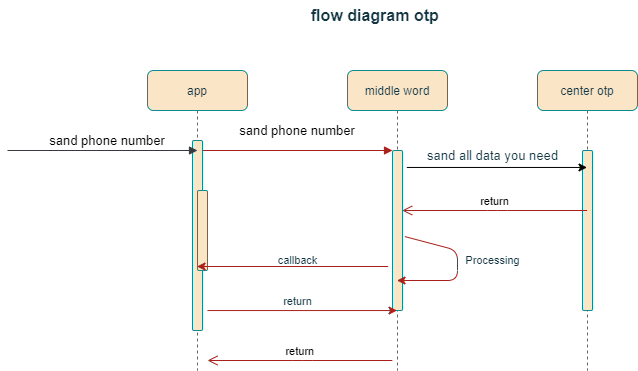 flow diagram otp
app
middle word
center otp
sand phone number
sand phone number
sand all data you need
return
Processing
callback
return
return